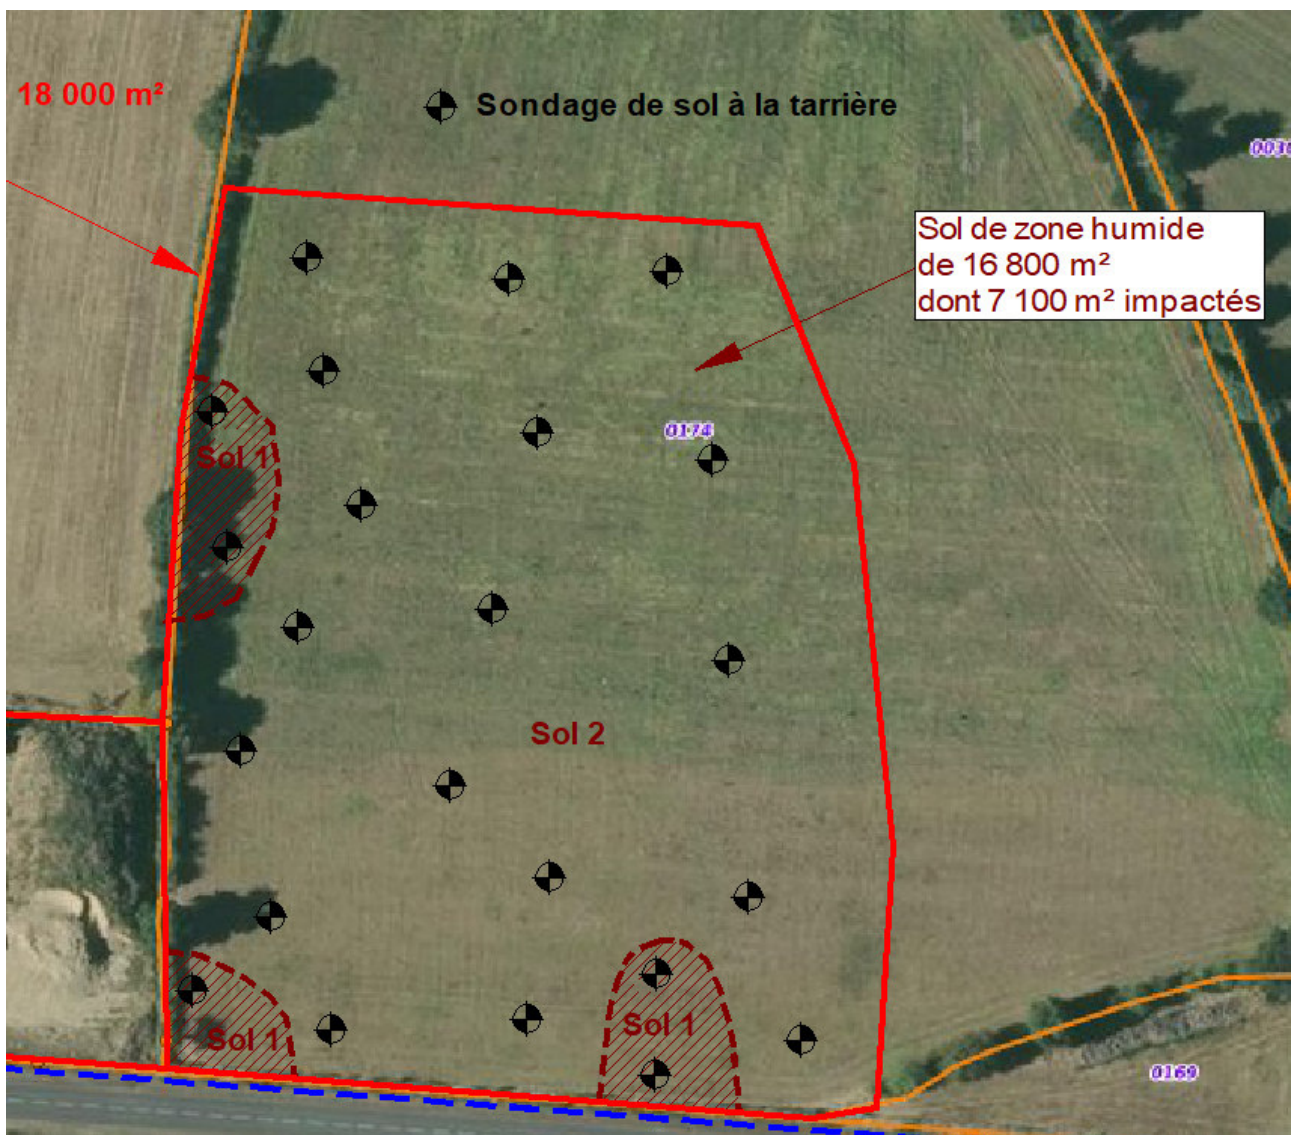 18 000 m²
Sondage de sol à la tarrière
Sol de zone humide
de 16 800 m²
dont 7 100 m² impactés
0174
Sol 1
Sol 2
Sol 1
Sol 1
0169